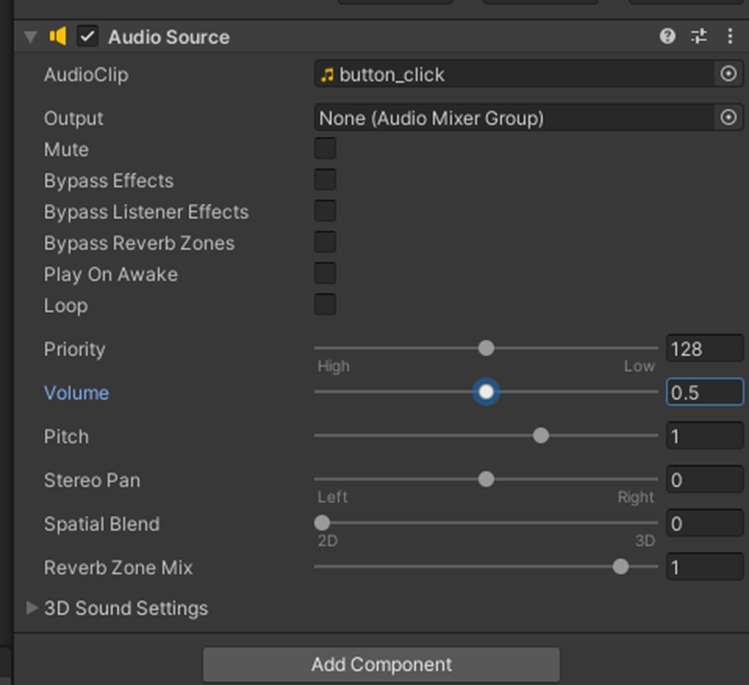 Audio Source
AudioClip button_click
Output None (Audio Mixer Group)
Mute
Bypass Effects
Bypass Listener Effects
Bypass Reverb Zones
Play On Awake
Loop
Priority 128
High Low
Volume 0.5
Pitch 1
Stereo Pan 0
Left Right
Spatial Blend 0
2D 3D
Reverb Zone Mix 1
3D Sound Settings
Add Component